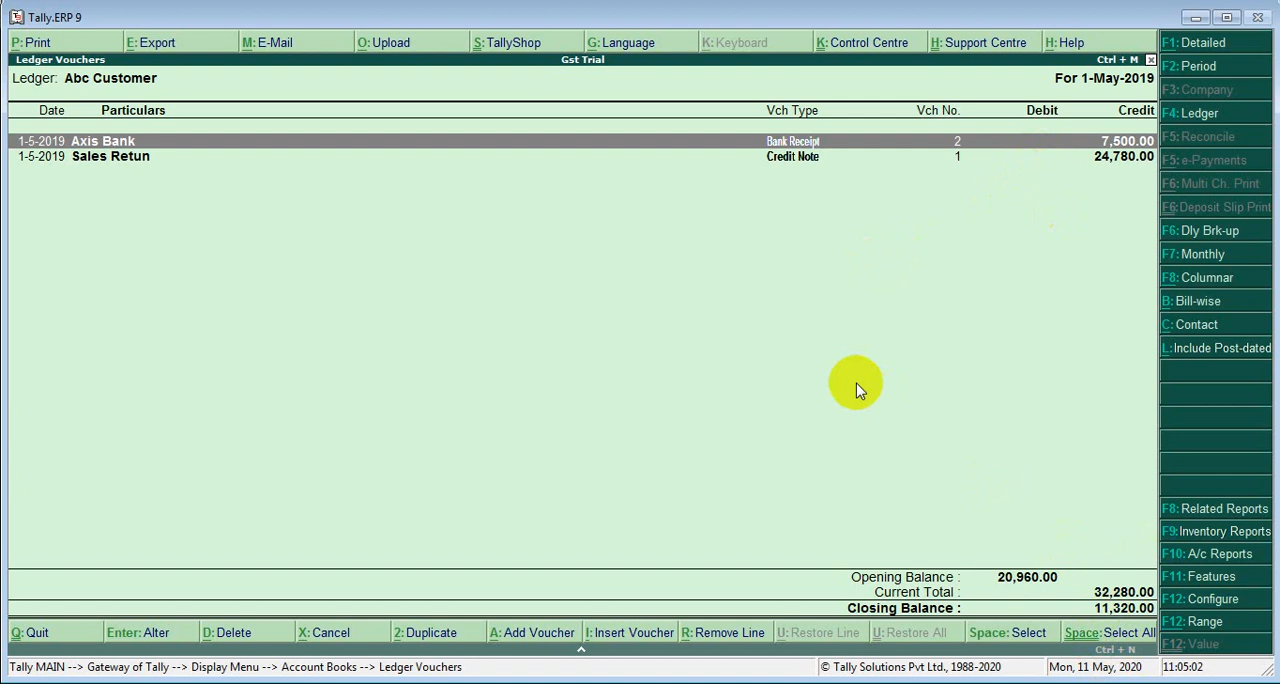 Tally.ERP 9
P: Print E: Export M: E-Mail O: Upload S: TallyShop G: Language K: Keyboard K: Control Centre H: Support Centre H: Help
Ledger Vouchers Gst Trial Ctrl + M
Ledger: Abc Customer For 1-May-2019
Date Particulars Vch Type Vch No. Debit Credit
1-5-2019 Axis Bank Bank Receipt 2 7,500.00
1-5-2019 Sales Retun Credit Note 1 24,780.00
Opening Balance : 20,960.00
Current Total : 32,280.00
Closing Balance : 11,320.00
Q: Quit Enter: Alter D: Delete X: Cancel 2: Duplicate A: Add Voucher I: Insert Voucher R: Remove Line U: Restore Line U: Restore All Space: Select Space: Select All
Ctrl + N
Tally MAIN --> Gateway of Tally --> Display Menu --> Account Books --> Ledger Vouchers © Tally Solutions Pvt Ltd., 1988-2020 Mon, 11 May, 2020 11:05:02
F1: Detailed
F2: Period
F3: Company
F4: Ledger
F5: Reconcile
F5: e-Payments
F6: Multi Ch. Print
F6: Deposit Slip Print
F6: Dly Brk-up
F7: Monthly
F8: Columnar
B: Bill-wise
C: Contact
L: Include Post-dated
F8: Related Reports
F9: Inventory Reports
F10: A/c Reports
F11: Features
F12: Configure
F12: Range
F12: Value